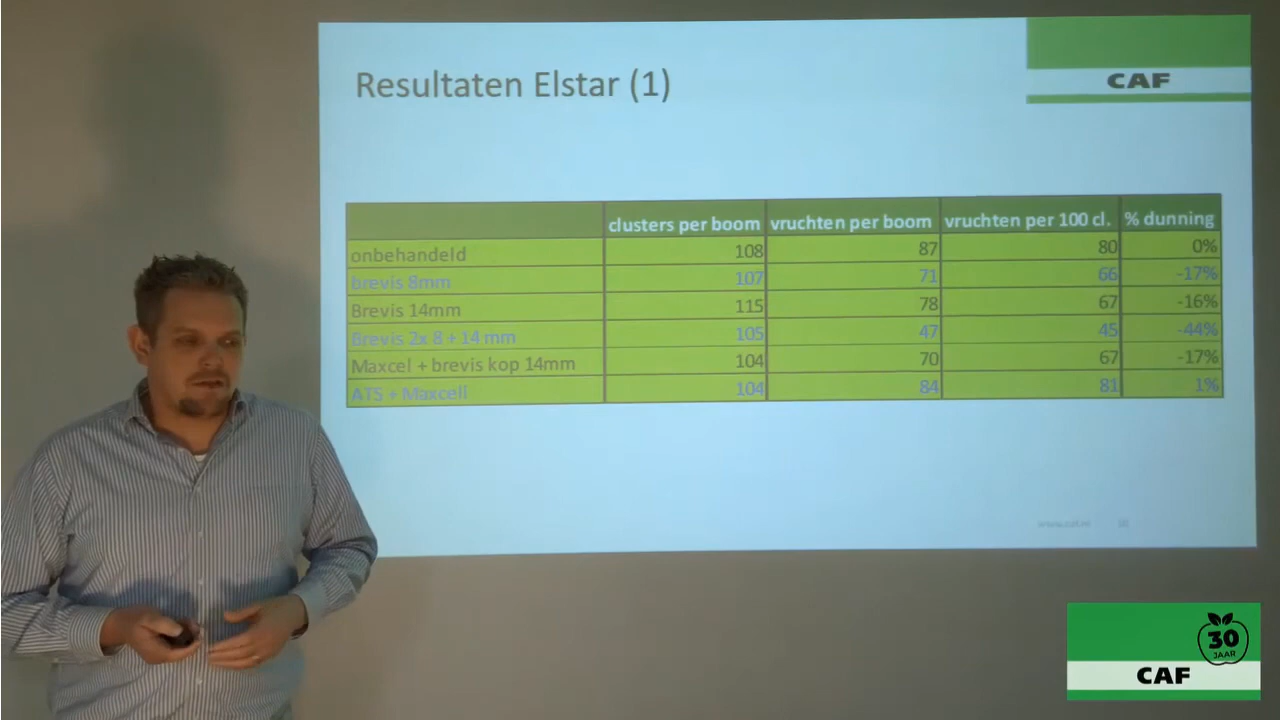 Resultaten Elstar (1)
CAF
clusters per boom vruchten per boom vruchten per 100 cl. % dunning
onbehandeld 108 87 80 0%
brevis 8mm 107 71 66 -17%
Brevis 14mm 115 78 67 -16%
Brevis 2x 8 + 14 mm 105 47 45 -44%
Maxcel + brevis kop 14mm 104 70 67 -17%
ATS + Maxcell 104 84 81 1%
30
JAAR
CAF